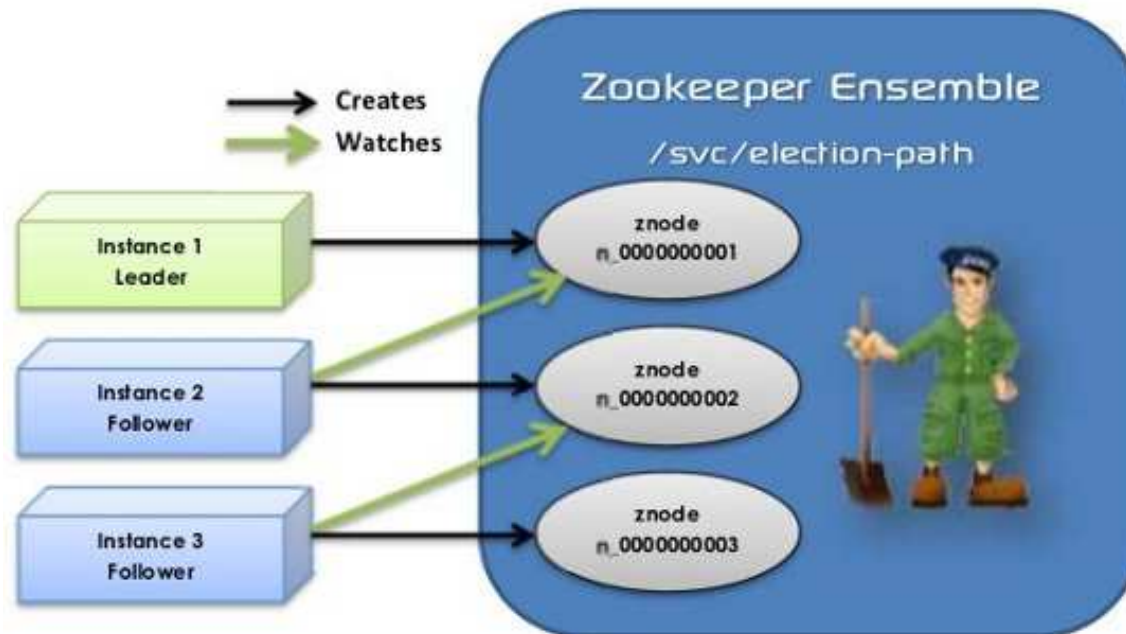 Zookeeper Ensemble
/svc/election-path
Creates
Watches
Instance 1
Leader
znode
n_0000000001
Instance 2
Follower
znode
n_0000000002
Instance 3
Follower
znode
n_0000000003